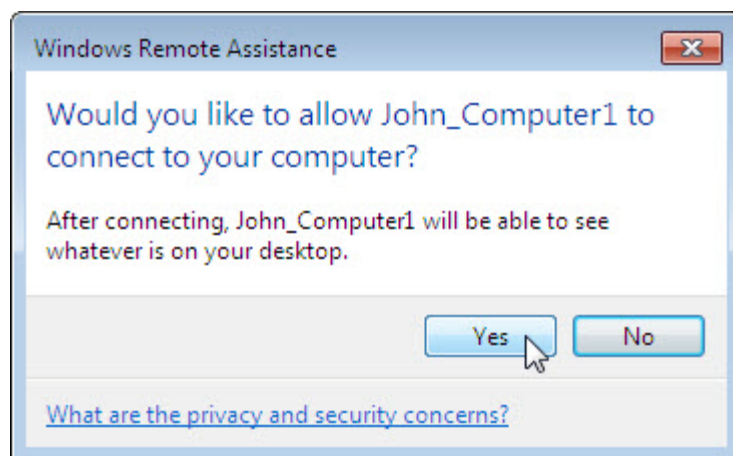 Windows Remote Assistance
Would you like to allow John_Computer1 to
connect to your computer?
After connecting, John_Computer1 will be able to see
whatever is on your desktop.
Yes No
What are the privacy and security concerns?